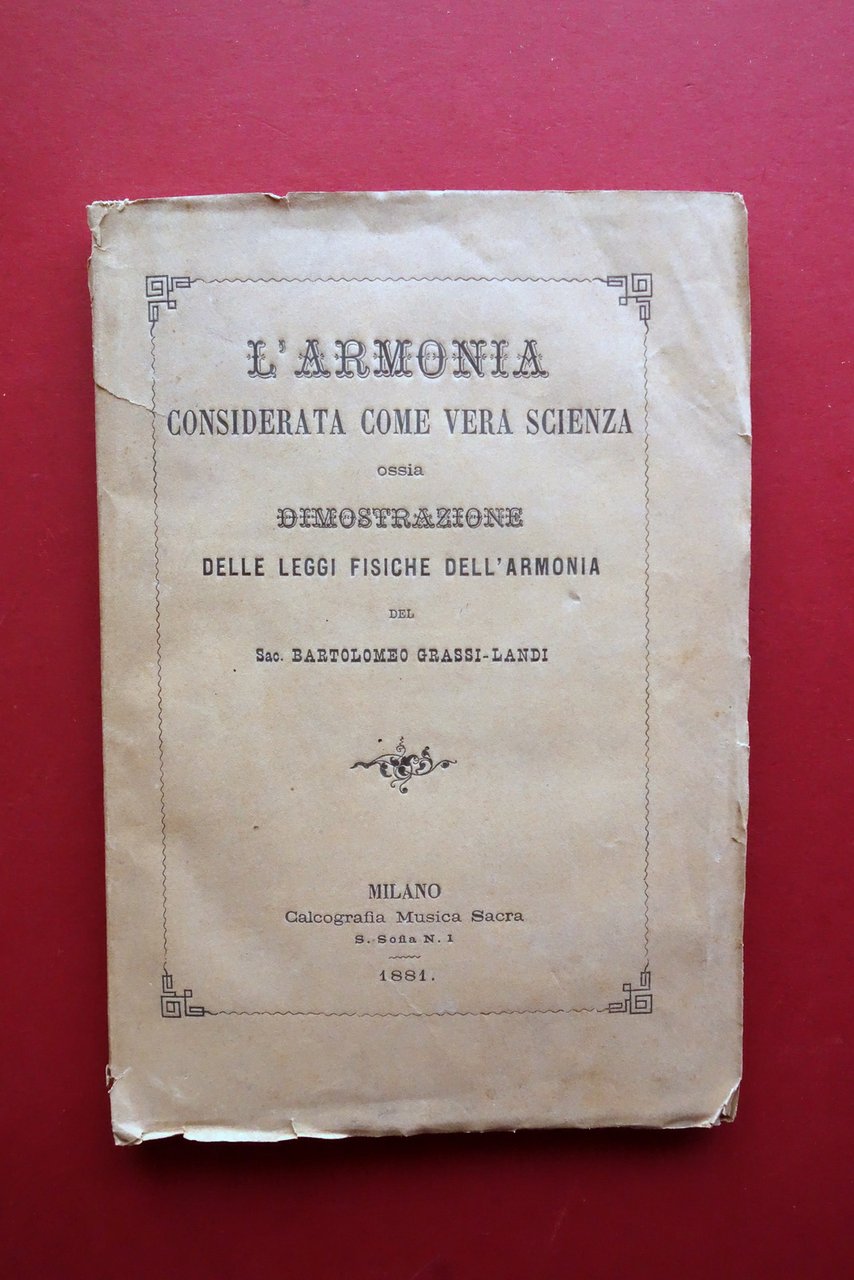 L'ARMONIA
CONSIDERATA COME VERA SCIENZA
ossia
DIMOSTRAZIONE
DELLE LEGGI FISICHE DELL'ARMONIA
DEL
Sac. BARTOLOMEO GRASSI-LANDI
MILANO
Calcografia Musica Sacra
S. Sofia N. 1
1881.